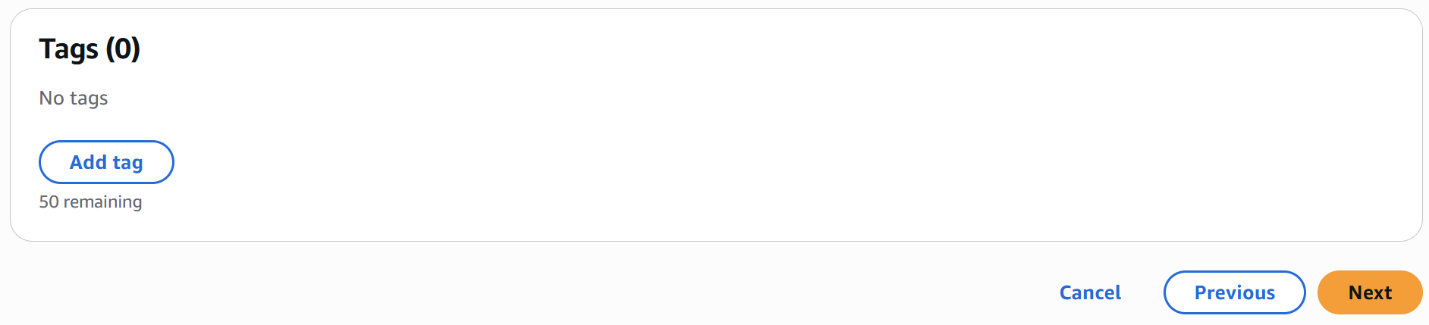 Tags (0)
No tags
Add tag
50 remaining
Cancel Previous Next